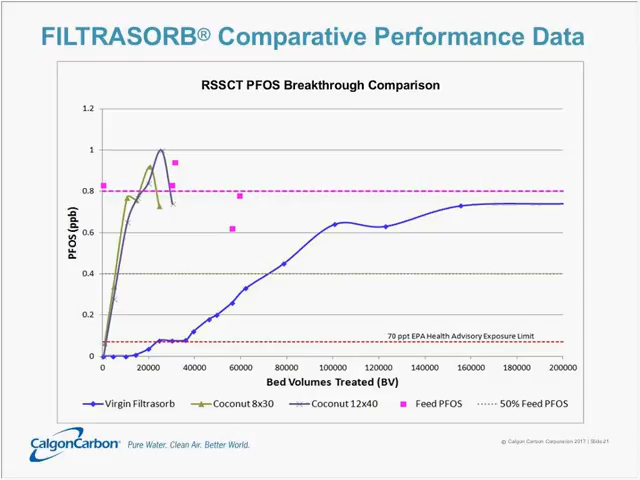 FILTRASORB® Comparative Performance Data
RSSCT PFOS Breakthrough Comparison
PFOS (ppb)
1.2
1
0.8
0.6
0.4
0.2
0
70 ppt EPA Health Advisory Exposure Limit
0 20000 40000 60000 80000 100000 120000 140000 160000 180000 200000
Bed Volumes Treated (BV)
Virgin Filtrasorb Coconut 8x30 Coconut 12x40 Feed PFOS 50% Feed PFOS
CalgonCarbon® Pure Water. Clean Air. Better World.
© Calgon Carbon Corporation 2017 | Slide 21